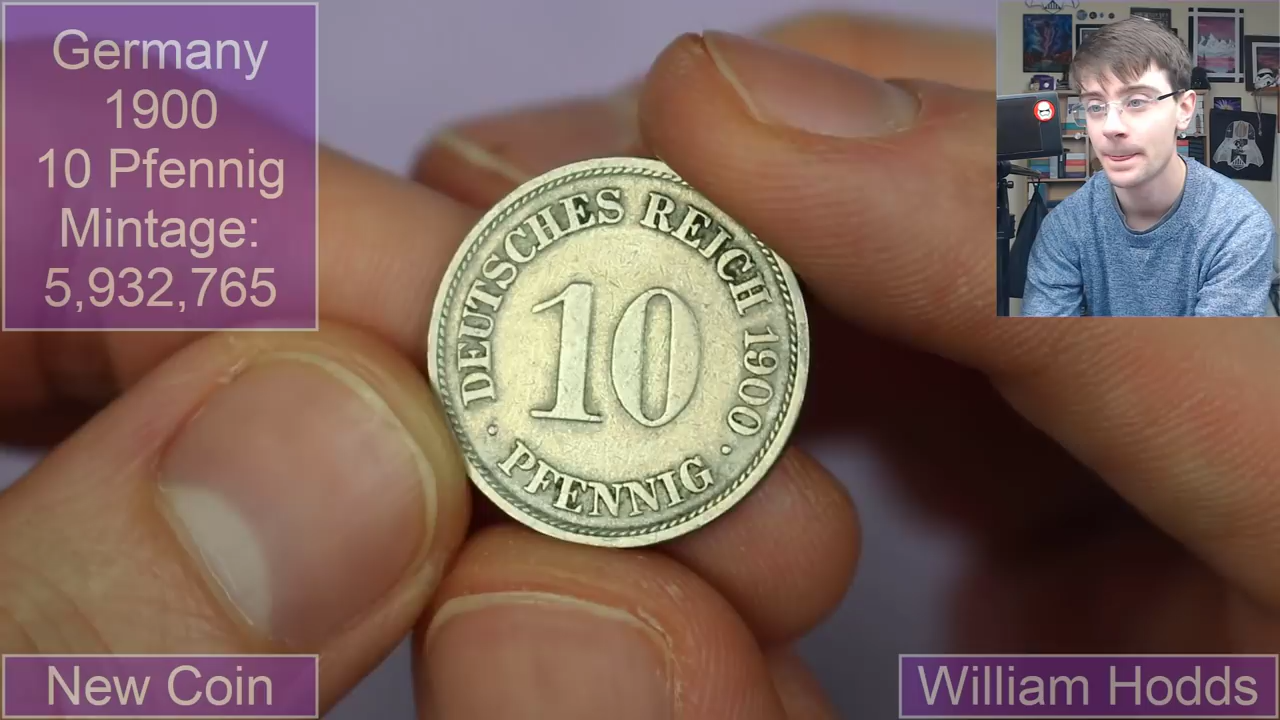 Germany
1900
10 Pfennig
Mintage:
5,932,765
DEUTSCHES REICH 1900
10
· PFENNIG ·
New Coin
William Hodds